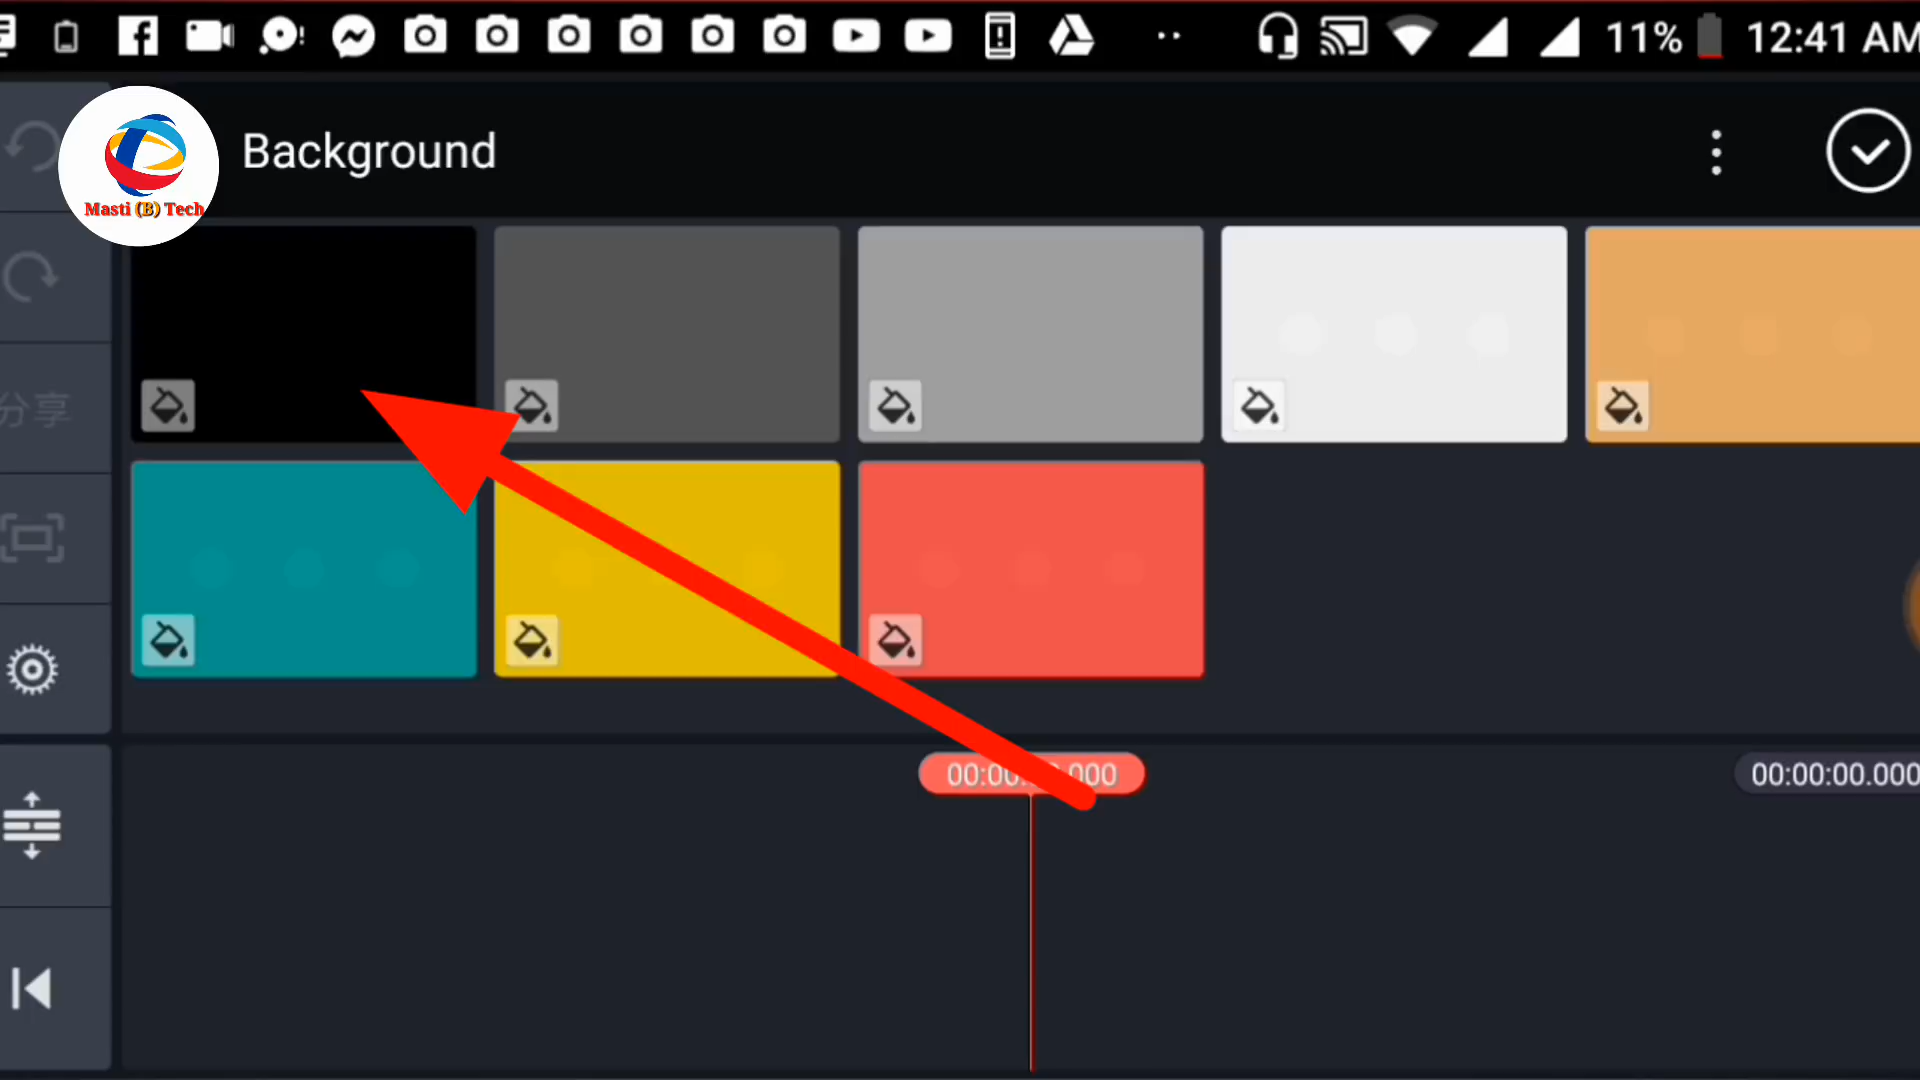 11% 12:41 AM
Background
Masti (B) Tech
分享
00:00:00.000